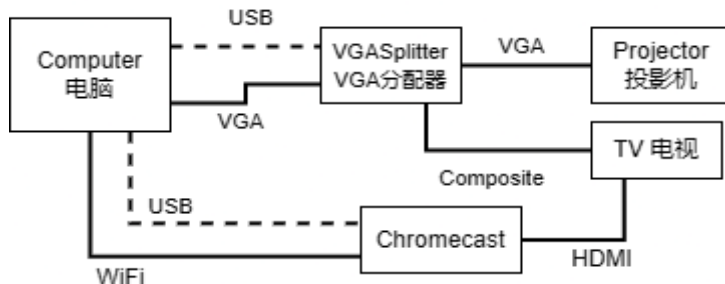 USB
Computer
电脑
VGASplitter
VGA分配器
VGA
Projector
投影机
VGA
TV 电视
Composite
USB
Chromecast
HDMI
WiFi